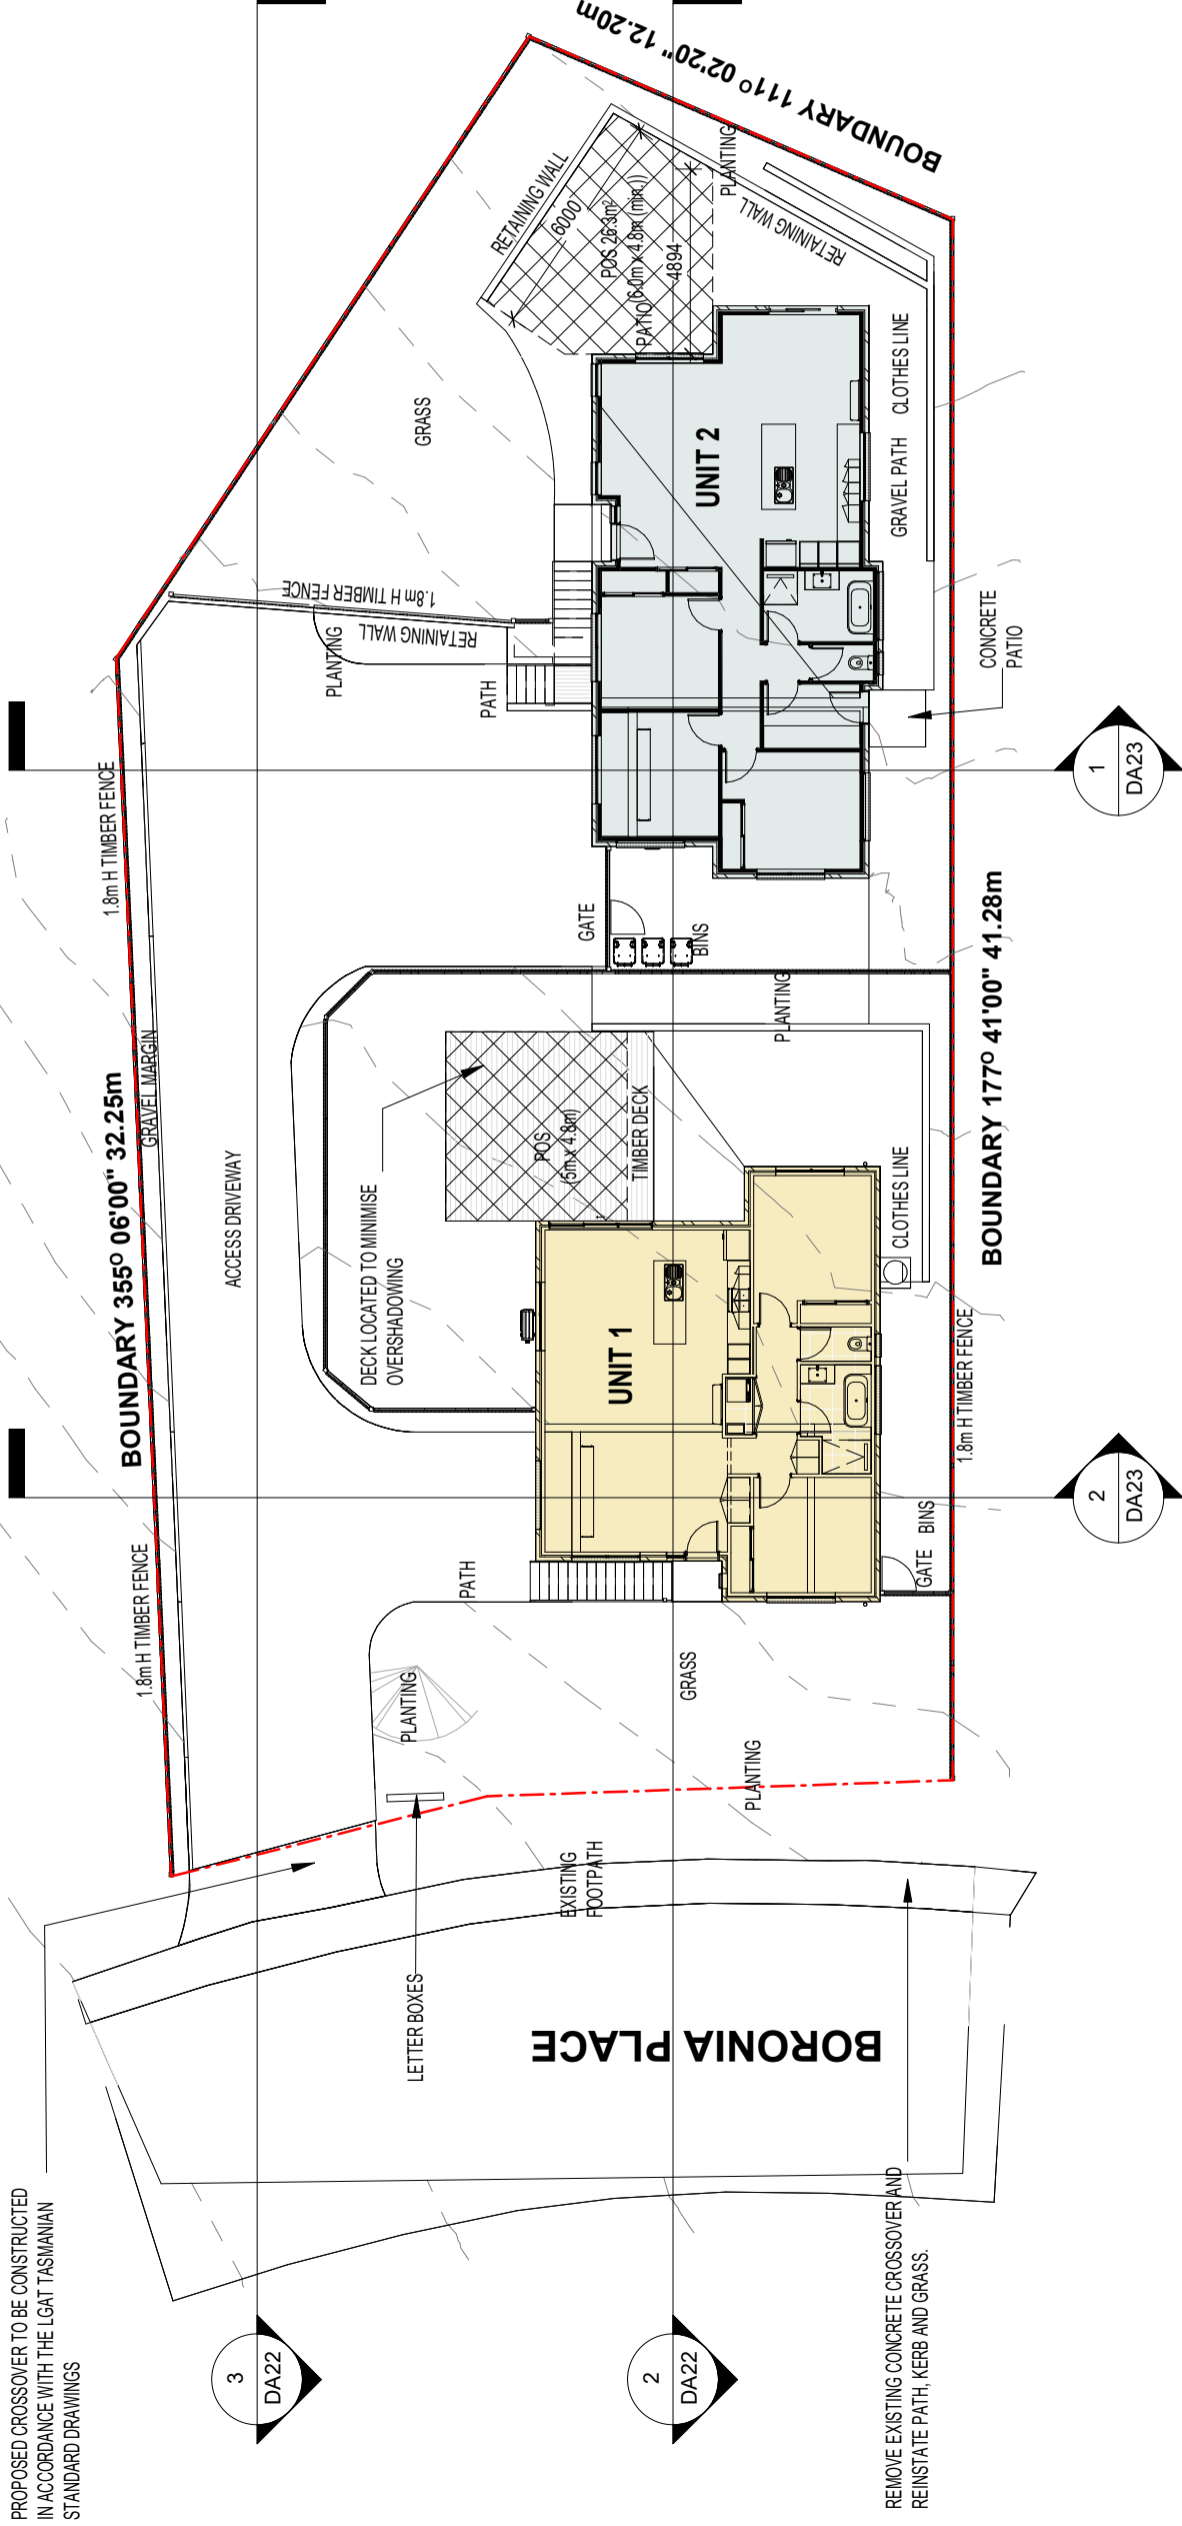 PROPOSED CROSSOVER TO BE CONSTRUCTED
IN ACCORDANCE WITH THE LGAT TASMANIAN
STANDARD DRAWINGS
BOUNDARY 355° 06'00" 32.25m
1.8m H TIMBER FENCE
1.8m H TIMBER FENCE
GRAVEL MARGIN
ACCESS DRIVEWAY
BOUNDARY 111° 02'20" 12.20m
RETAINING WALL
6000
POS 26.3m²
(6.0m x 4.8m (min.))
PATIO
4894
PLANTING
RETAINING WALL
GRASS
1.8m H TIMBER FENCE
RETAINING WALL
PLANTING
PATH
UNIT 2
GRAVEL PATH
CLOTHES LINE
CONCRETE
PATIO
GATE
BINS
PLANTING
DECK LOCATED TO MINIMISE
OVERSHADOWING
POS
(5m x 4.8m)
TIMBER DECK
UNIT 1
CLOTHES LINE
BOUNDARY 177° 41'00" 41.28m
1.8m H TIMBER FENCE
GATE
BINS
PATH
PLANTING
GRASS
PLANTING
EXISTING
FOOTPATH
LETTER BOXES
BORONIA PLACE
REMOVE EXISTING CONCRETE CROSSOVER AND
REINSTATE PATH, KERB AND GRASS.
3
DA22
2
DA22
1
DA23
2
DA23